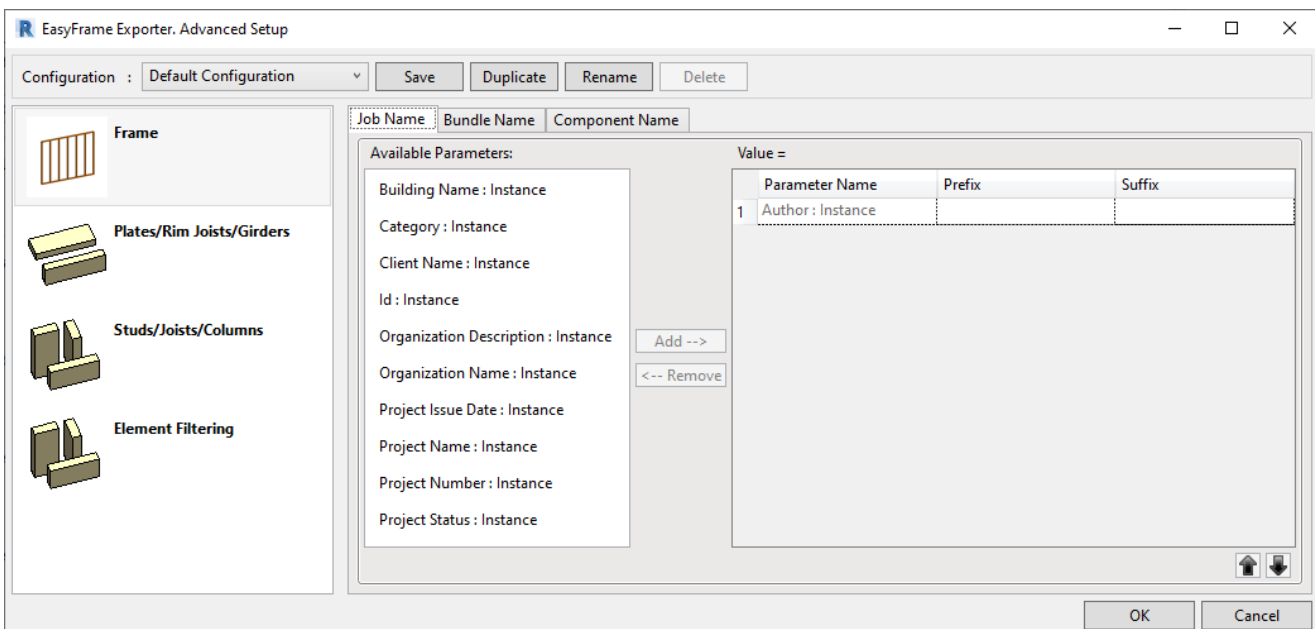 EasyFrame Exporter. Advanced Setup
Configuration : Default Configuration Save Duplicate Rename Delete
Frame
Plates/Rim Joists/Girders
Studs/Joists/Columns
Element Filtering
Job Name Bundle Name Component Name
Available Parameters:
Building Name : Instance
Category : Instance
Client Name : Instance
Id : Instance
Organization Description : Instance
Organization Name : Instance
Project Issue Date : Instance
Project Name : Instance
Project Number : Instance
Project Status : Instance
Add -->
<-- Remove
Value =
Parameter Name Prefix Suffix
1 Author : Instance
OK Cancel